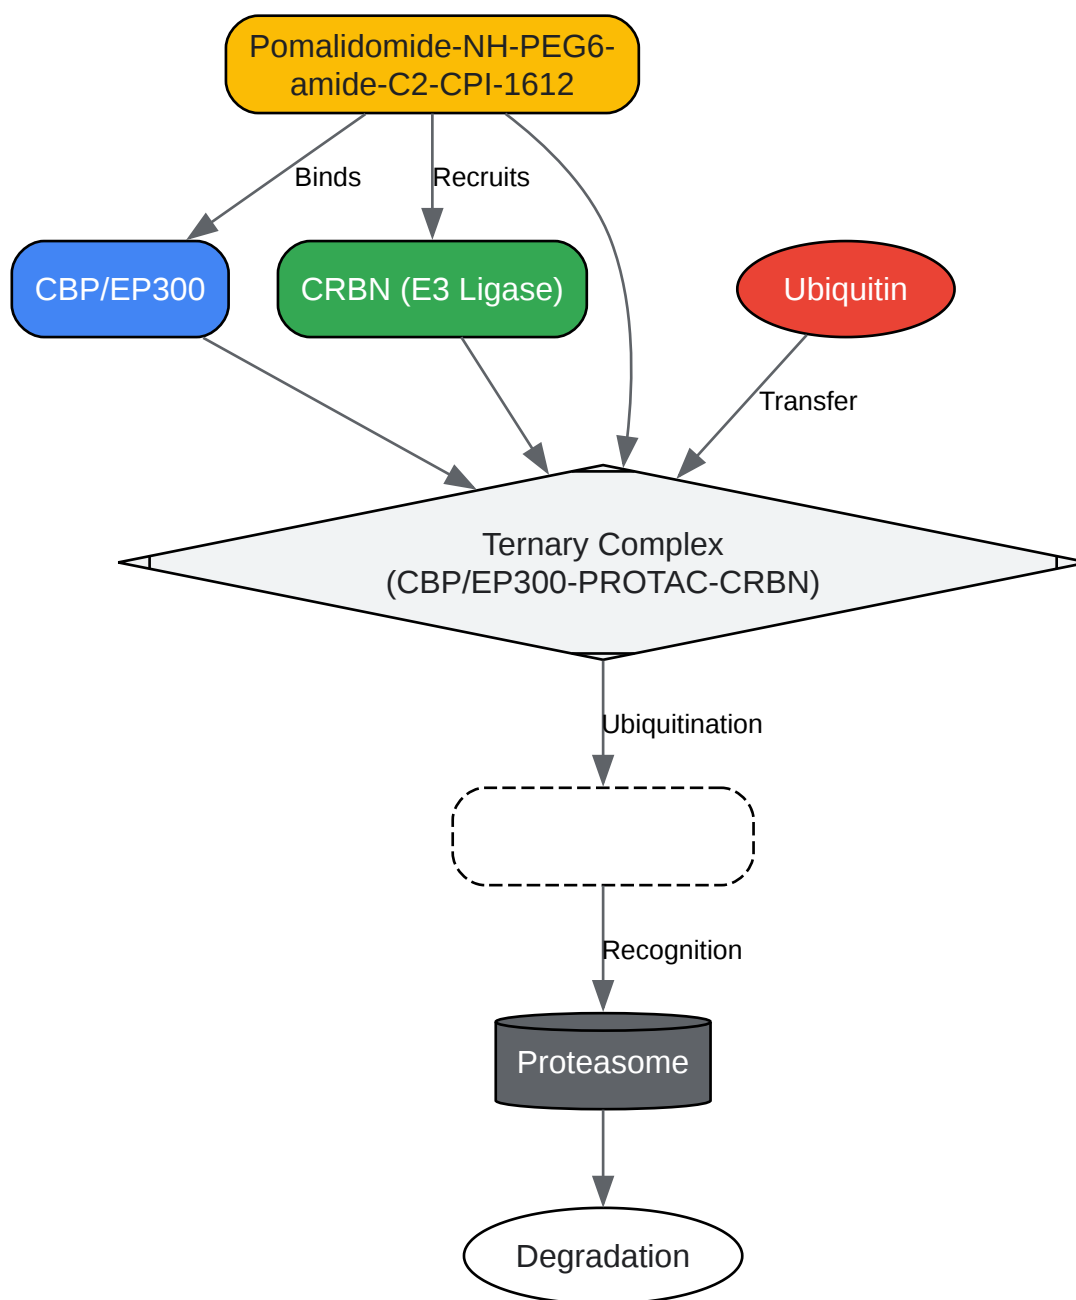 Pomalidomide-NH-PEG6-
amide-C2-CPI-1612
Binds
Recruits
CBP/EP300
CRBN (E3 Ligase)
Ubiquitin
Transfer
Ternary Complex
(CBP/EP300-PROTAC-CRBN)
Ubiquitination
Recognition
Proteasome
Degradation